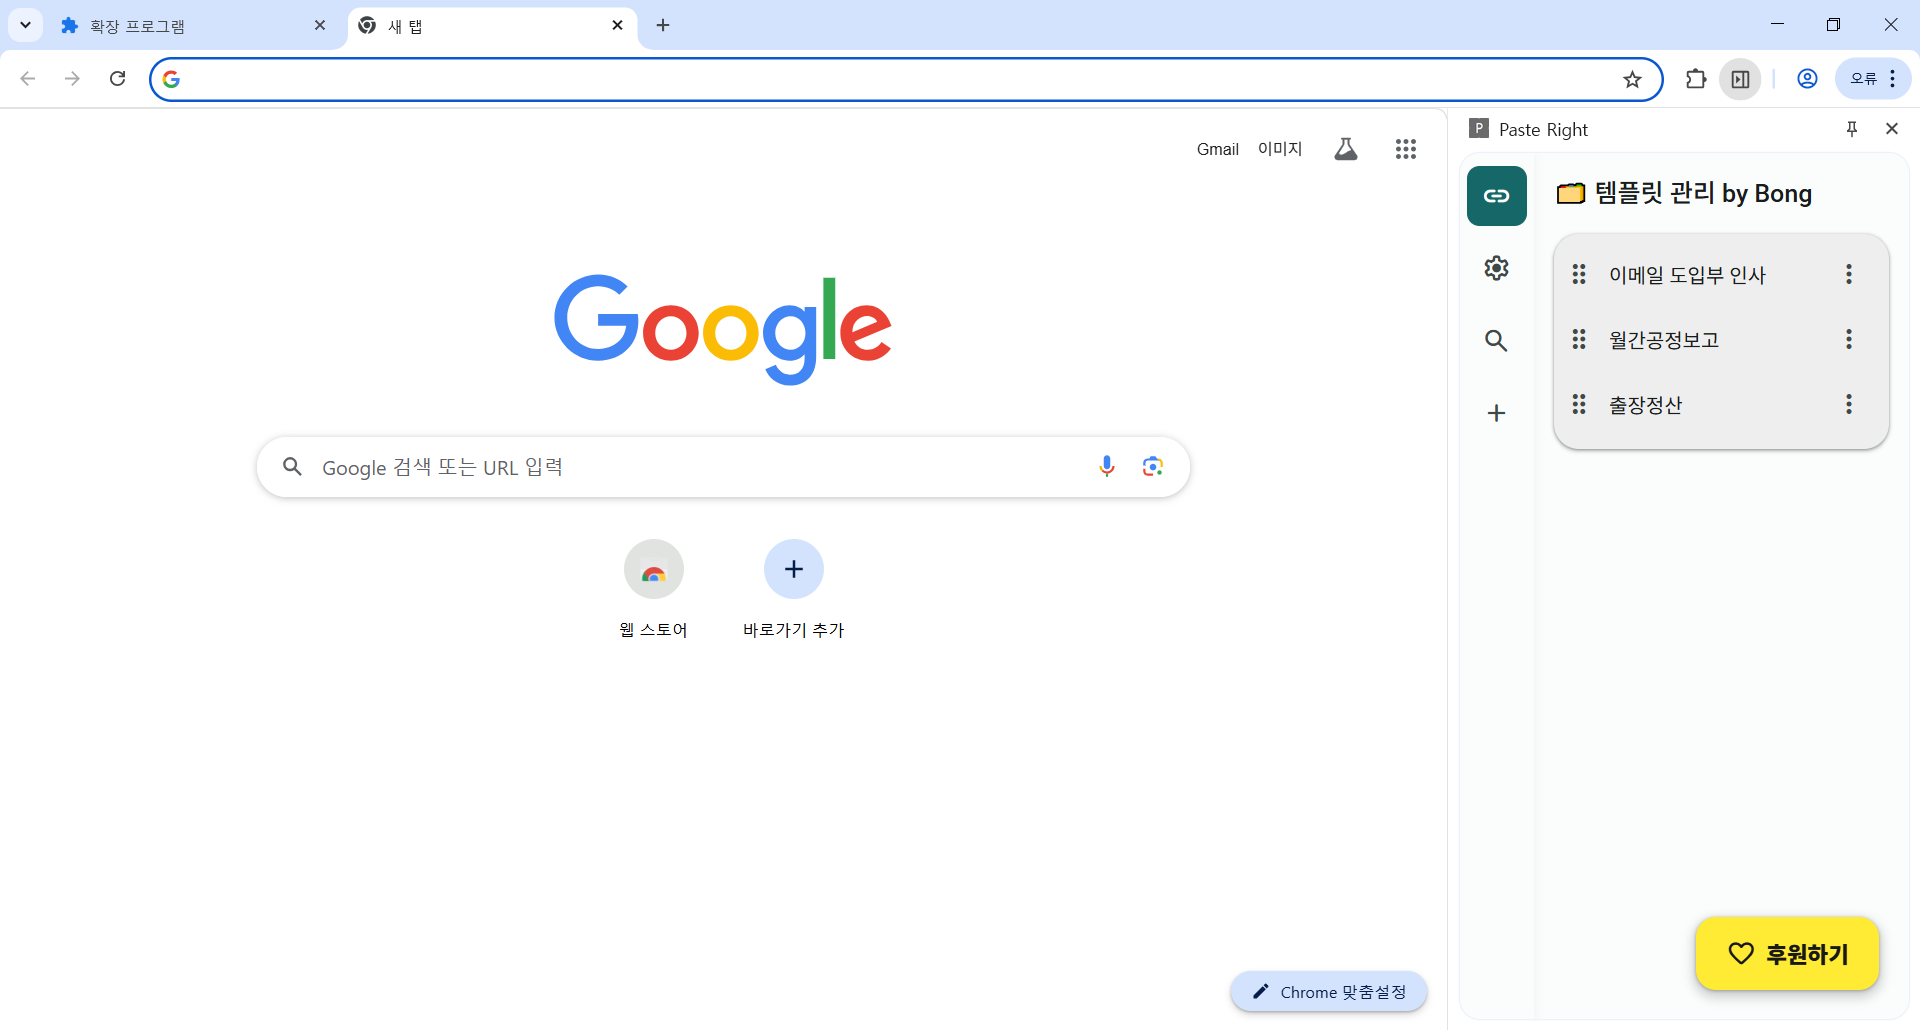 확장 프로그램
새 탭
오류
Gmail 이미지
Google
Google 검색 또는 URL 입력
웹 스토어
바로가기 추가
Chrome 맞춤설정
P Paste Right
템플릿 관리 by Bong
이메일 도입부 인사
월간공정보고
출장정산
후원하기